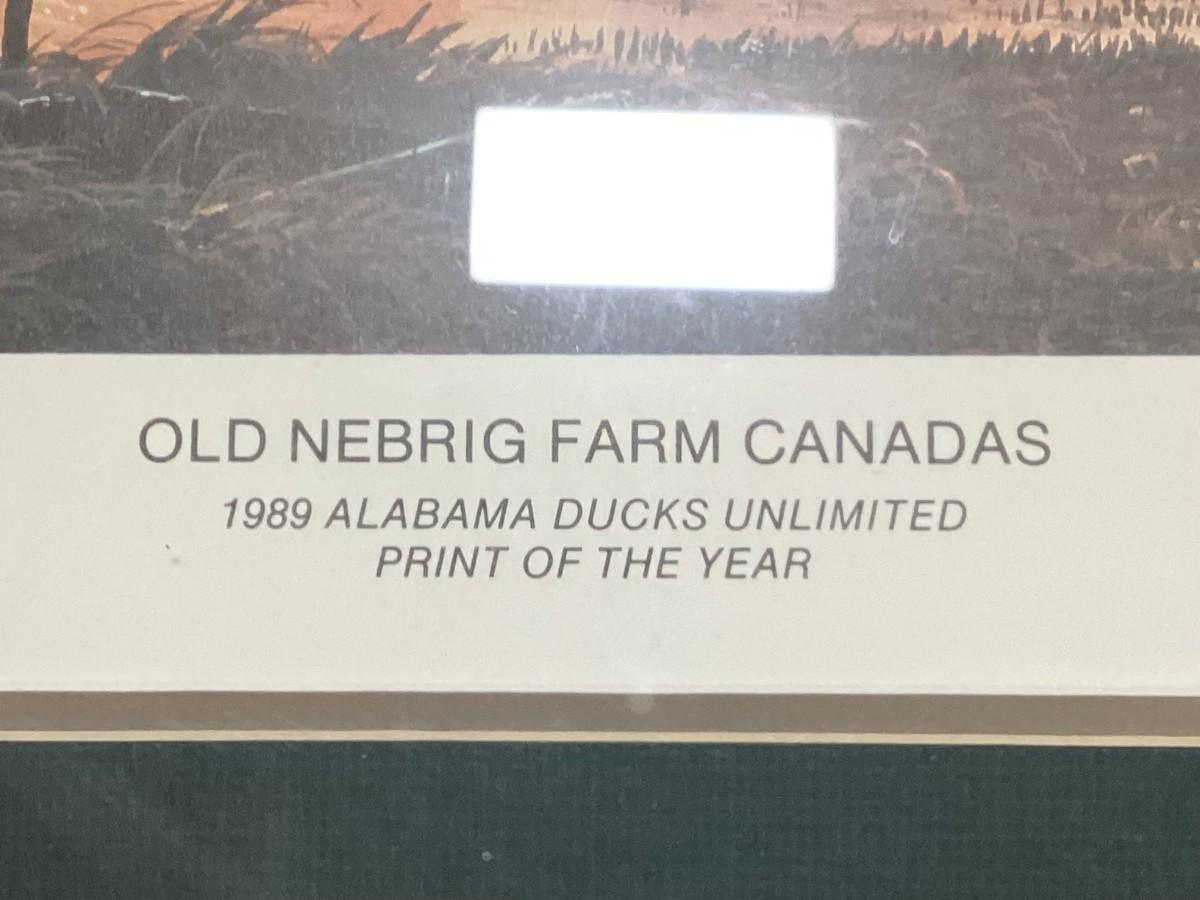 OLD NEBRIG FARM CANADAS
1989 ALABAMA DUCKS UNLIMITED
PRINT OF THE YEAR